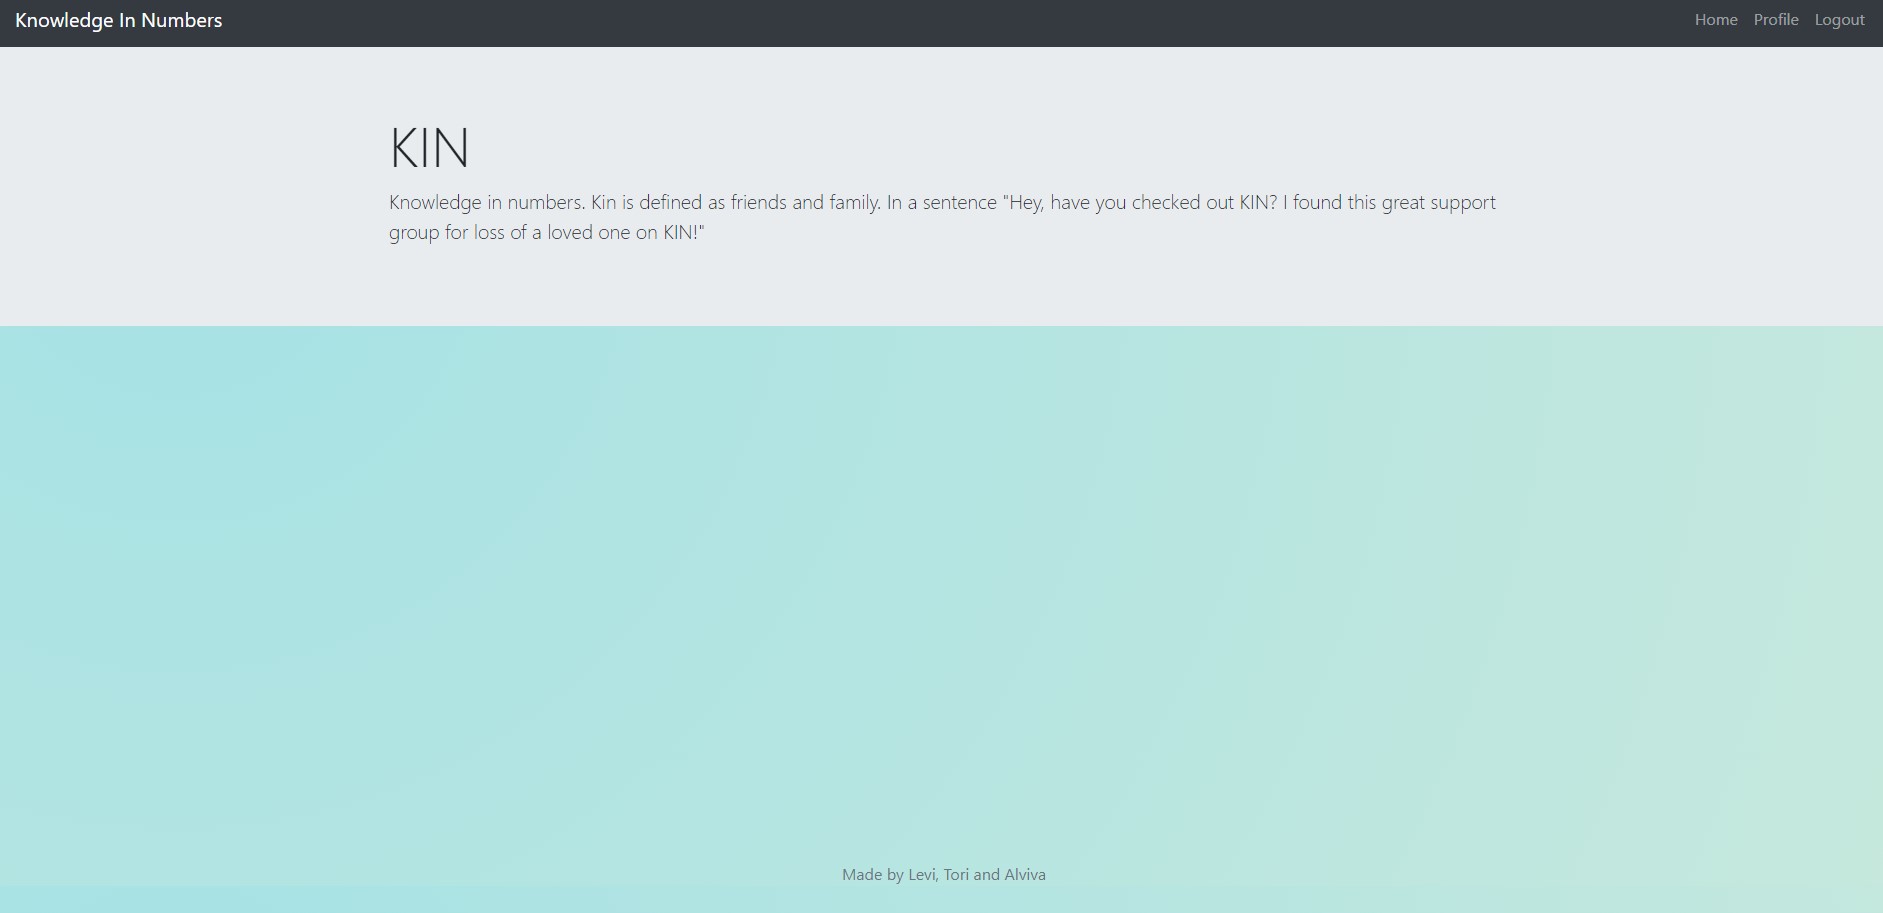 Knowledge In Numbers
Home Profile Logout
KIN
Knowledge in numbers. Kin is defined as friends and family. In a sentence "Hey, have you checked out KIN? I found this great support
group for loss of a loved one on KIN!"
Made by Levi, Tori and Alviva